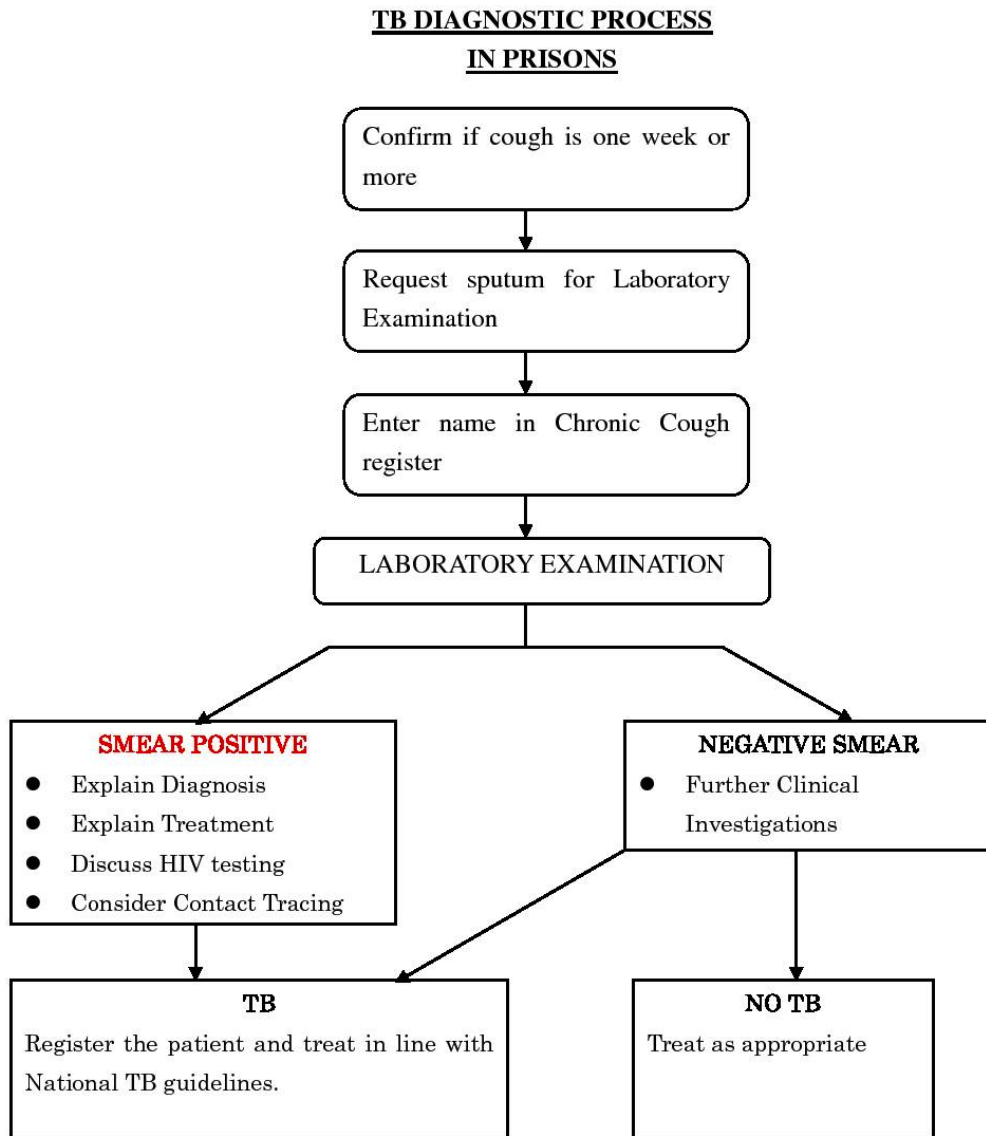 TB DIAGNOSTIC PROCESS
IN PRISONS
Confirm if cough is one week or
more
Request sputum for Laboratory
Examination
Enter name in Chronic Cough
register
LABORATORY EXAMINATION
SMEAR POSITIVE
● Explain Diagnosis
● Explain Treatment
● Discuss HIV testing
● Consider Contact Tracing
NEGATIVE SMEAR
● Further Clinical
Investigations
TB
Register the patient and treat in line with
National TB guidelines.
NO TB
Treat as appropriate